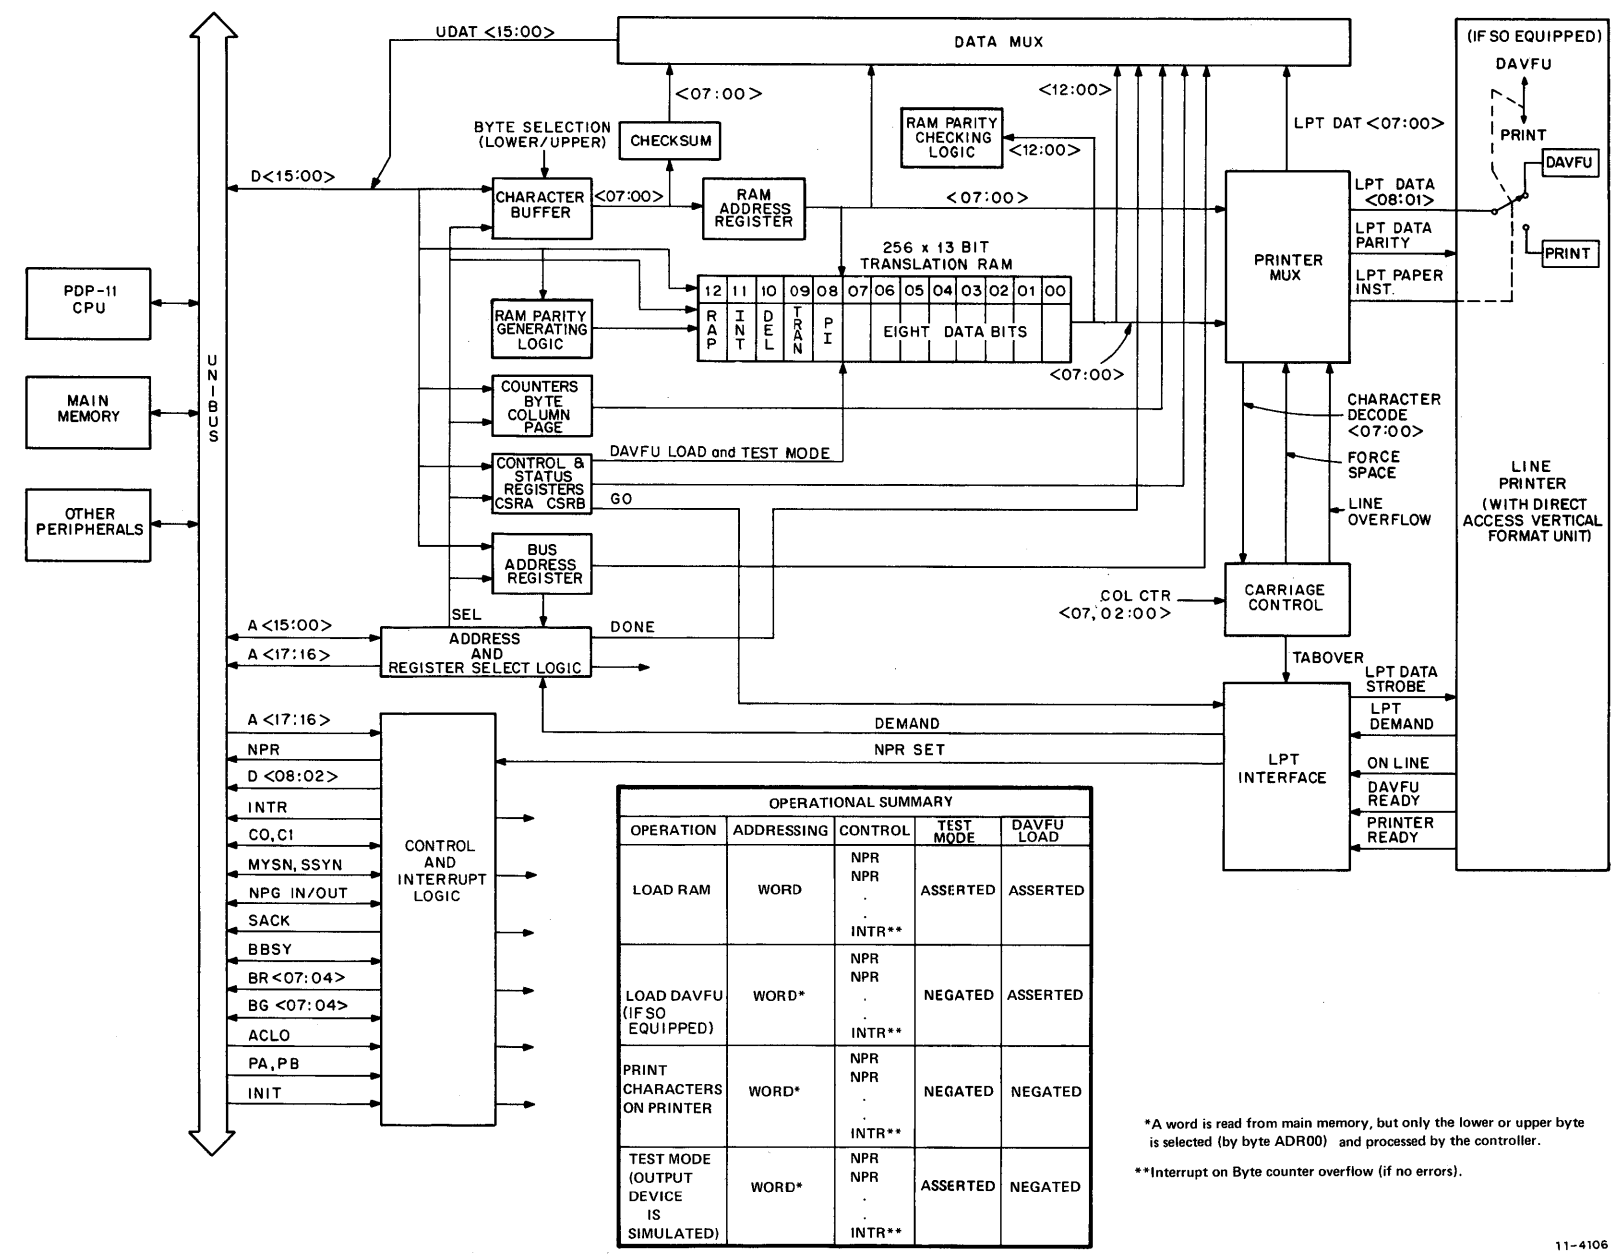 UDAT <15:00>
DATA MUX
(IF SO EQUIPPED)
DAVFU
PRINT
<07:00>
<12:00>
BYTE SELECTION
(LOWER/UPPER)
CHECKSUM
RAM PARITY
CHECKING
LOGIC
<12:00>
LPT DAT <07:00>
DAVFU
D<15:00>
CHARACTER
BUFFER
<07:00>
RAM
ADDRESS
REGISTER
<07:00>
LPT DATA
<08:01>
LPT DATA
PARITY
PRINT
LPT PAPER
INST.
PRINTER
MUX
256 x 13 BIT
TRANSLATION RAM
12 11 10 09 08 07 06 05 04 03 02 01 00
RAP
INT
DEL
TRAN
PI
EIGHT DATA BITS
<07:00>
PDP-11
CPU
RAM PARITY
GENERATING
LOGIC
UNIBUS
MAIN
MEMORY
COUNTERS
BYTE
COLUMN
PAGE
CHARACTER
DECODE
<07:00>
FORCE
SPACE
LINE
OVERFLOW
DAVFU LOAD and TEST MODE
CONTROL &
STATUS
REGISTERS
CSRA CSRB
GO
OTHER
PERIPHERALS
LINE
PRINTER
(WITH DIRECT
ACCESS VERTICAL
FORMAT UNIT)
BUS
ADDRESS
REGISTER
COL CTR
<07, 02:00>
CARRIAGE
CONTROL
SEL
A <15:00>
A <17:16>
ADDRESS
AND
REGISTER SELECT LOGIC
DONE
TABOVER
LPT DATA
STROBE
LPT
DEMAND
ON LINE
DAVFU
READY
PRINTER
READY
LPT
INTERFACE
DEMAND
NPR SET
A <17:16>
NPR
D <08:02>
INTR
CO,C1
MYSN, SSYN
NPG IN/OUT
SACK
BBSY
BR <07:04>
BG <07:04>
ACLO
PA,PB
INIT
CONTROL
AND
INTERRUPT
LOGIC
OPERATIONAL SUMMARY
OPERATION ADDRESSING CONTROL TEST MODE DAVFU LOAD
LOAD RAM WORD NPR NPR . . INTR** ASSERTED ASSERTED
LOAD DAVFU (IF SO EQUIPPED) WORD* NPR NPR . . INTR** NEGATED ASSERTED
PRINT CHARACTERS ON PRINTER WORD* NPR NPR . . INTR** NEGATED NEGATED
TEST MODE (OUTPUT DEVICE IS SIMULATED) WORD* NPR NPR . . INTR** ASSERTED NEGATED
*A word is read from main memory, but only the lower or upper byte
is selected (by byte ADR00) and processed by the controller.
**Interrupt on Byte counter overflow (if no errors).
11-4106